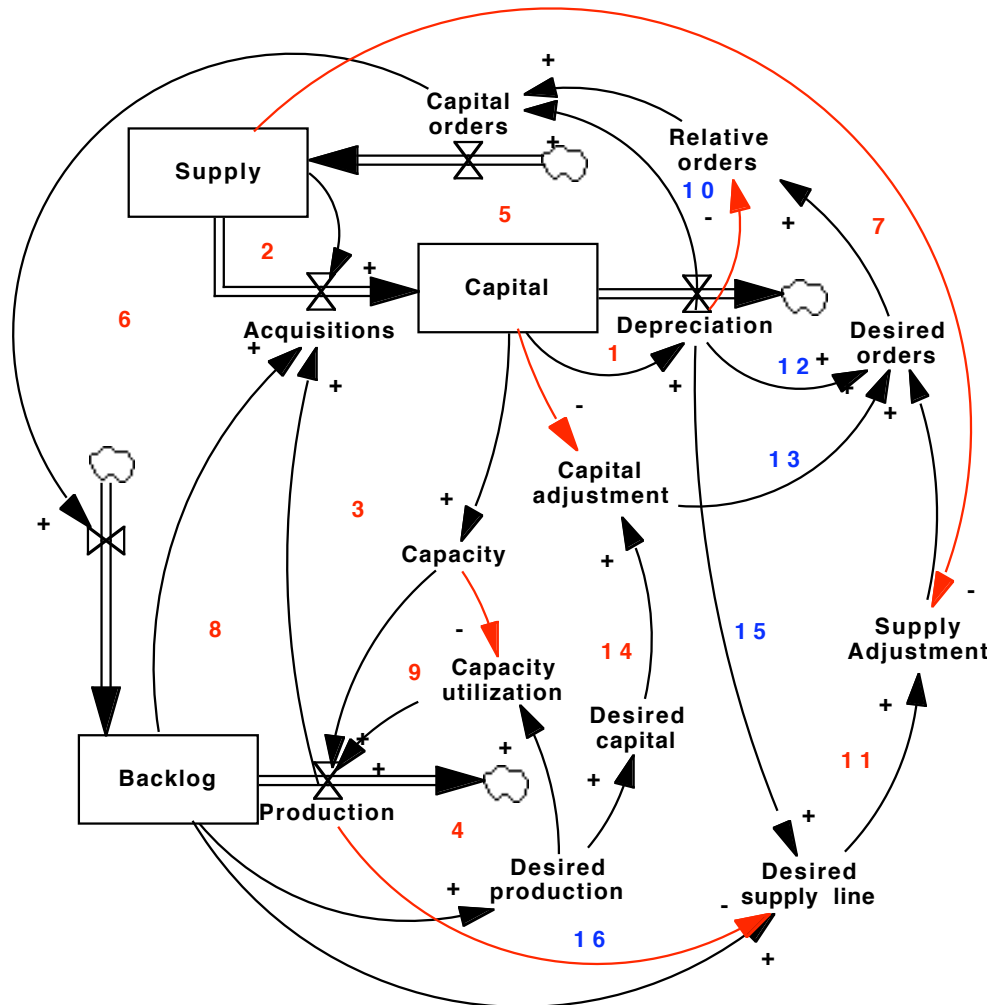 +
Capital
orders
+
Relative
orders
Supply
1 0
5
-
+
7
2
+
Capital
6
Acquisitions
Depreciation
Desired
orders
+
1
1 2
+
+
+
+
+
-
Capital
adjustment
1 3
+
+
3
Capacity
+
-
8
1 5
Supply
Adjustment
-
9
Capacity
utilization
1 4
Desired
capital
+
+
+
+
+
1 1
Backlog
Production
4
+
Desired
production
+
Desired
supply line
-
1 6
+